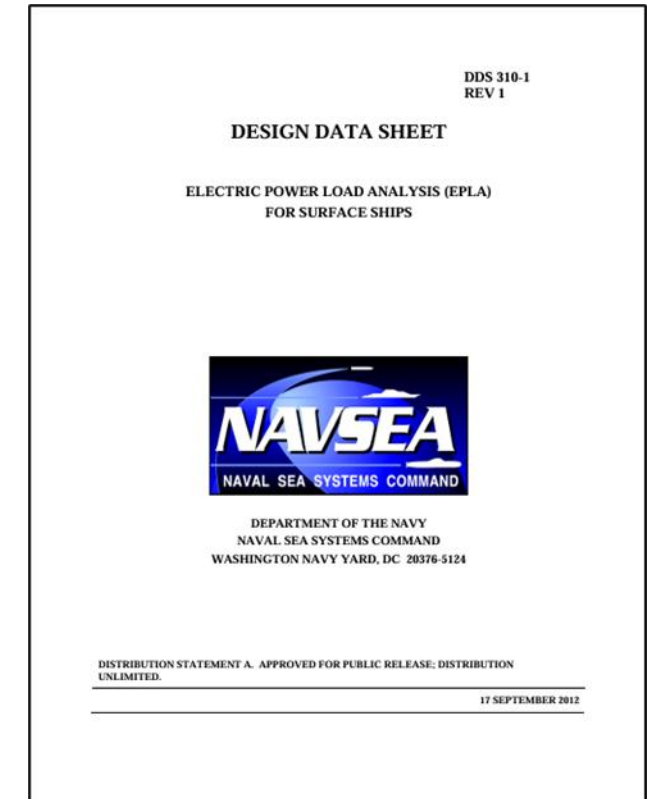 DDS 310-1
REV 1
DESIGN DATA SHEET
ELECTRIC POWER LOAD ANALYSIS (EPLA)
FOR SURFACE SHIPS
NAVSEA
NAVAL SEA SYSTEMS COMMAND
DEPARTMENT OF THE NAVY
NAVAL SEA SYSTEMS COMMAND
WASHINGTON NAVY YARD, DC 20376-5124
DISTRIBUTION STATEMENT A. APPROVED FOR PUBLIC RELEASE; DISTRIBUTION
UNLIMITED.
17 SEPTEMBER 2012